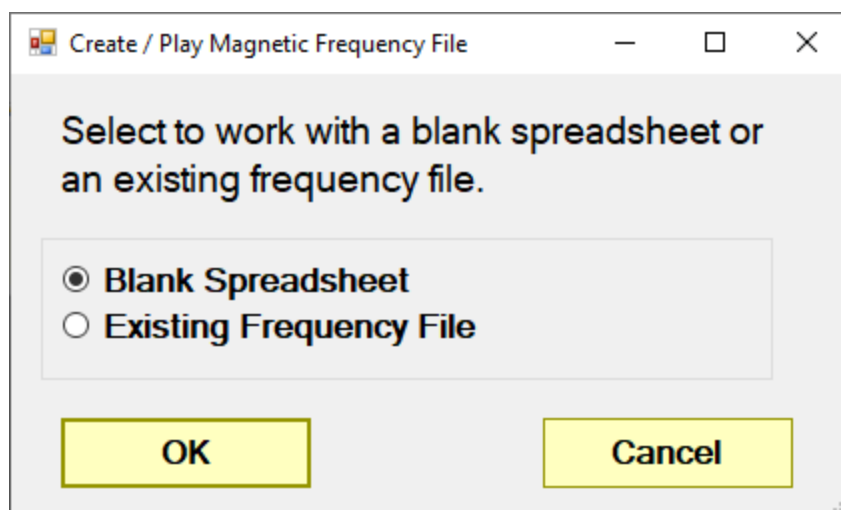 Create / Play Magnetic Frequency File
Select to work with a blank spreadsheet or
an existing frequency file.
Blank Spreadsheet
Existing Frequency File
OK
Cancel